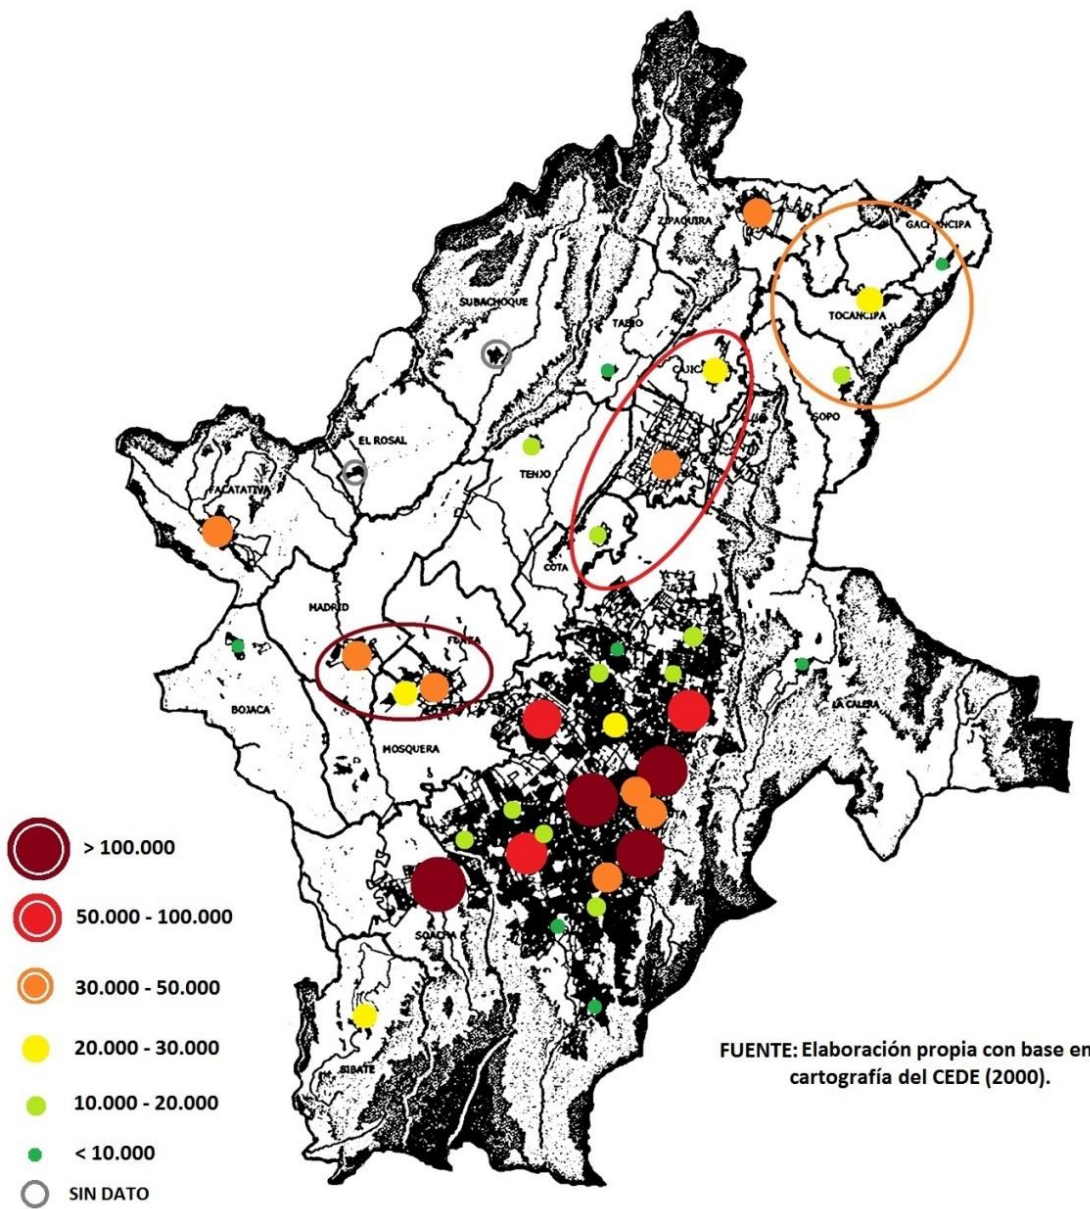 ZIPAQUIRA
GACHANCIPA
SUBACHOQUE
TOCANCIPA
TABIO
CAJICA
SOPO
EL ROSAL
TENJO
FACATATIVA
COTA
MADRID
FUNZA
BOJACA
LA CALERA
MOSQUERA
> 100.000
50.000 - 100.000
SOACHA
30.000 - 50.000
20.000 - 30.000
SIBATE
FUENTE: Elaboración propia con base en
cartografía del CEDE (2000).
10.000 - 20.000
< 10.000
SIN DATO